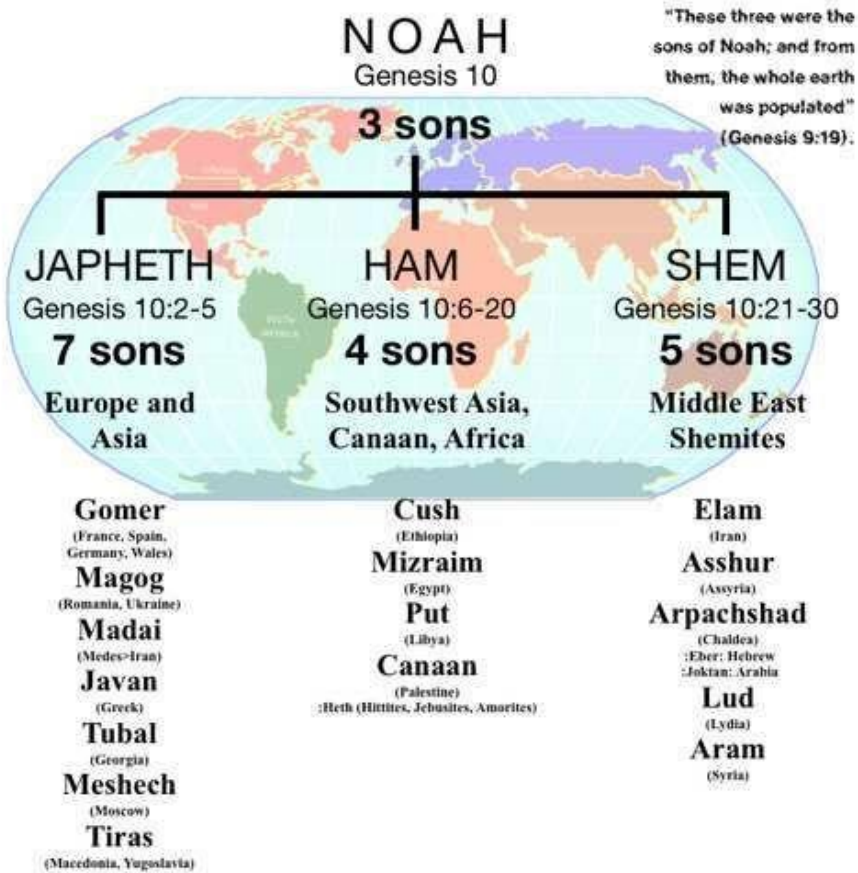 NOAH
Genesis 10
"These three were the
sons of Noah; and from
them, the whole earth
was populated"
(Genesis 9:19).
3 sons
JAPHETH
Genesis 10:2-5
7 sons
Europe and
Asia
HAM
Genesis 10:6-20
4 sons
Southwest Asia,
Canaan, Africa
SHEM
Genesis 10:21-30
5 sons
Middle East
Shemites
Gomer
(France, Spain,
Germany, Wales)
Magog
(Romania, Ukraine)
Madai
(Medes>Iran)
Javan
(Greek)
Tubal
(Georgia)
Meshech
(Moscow)
Tiras
(Macedonia, Yugoslavia)
Cush
(Ethiopia)
Mizraim
(Egypt)
Put
(Libya)
Canaan
(Palestine)
:Heth (Hittites, Jebusites, Amorites)
Elam
(Iran)
Asshur
(Assyria)
Arpachshad
(Chaldea)
:Eber: Hebrew
:Joktan: Arabia
Lud
(Lydia)
Aram
(Syria)